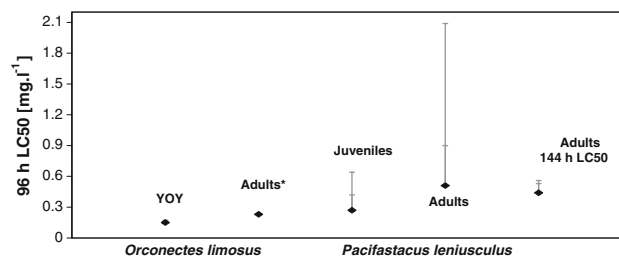 96 h LC50 [mg.l-1]
2.1
1.8
1.5
1.2
0.9
0.6
0.3
0
YOY
Adults*
Juveniles
Adults
Adults
144 h LC50
Orconectes limosus
Pacifastacus leniusculus